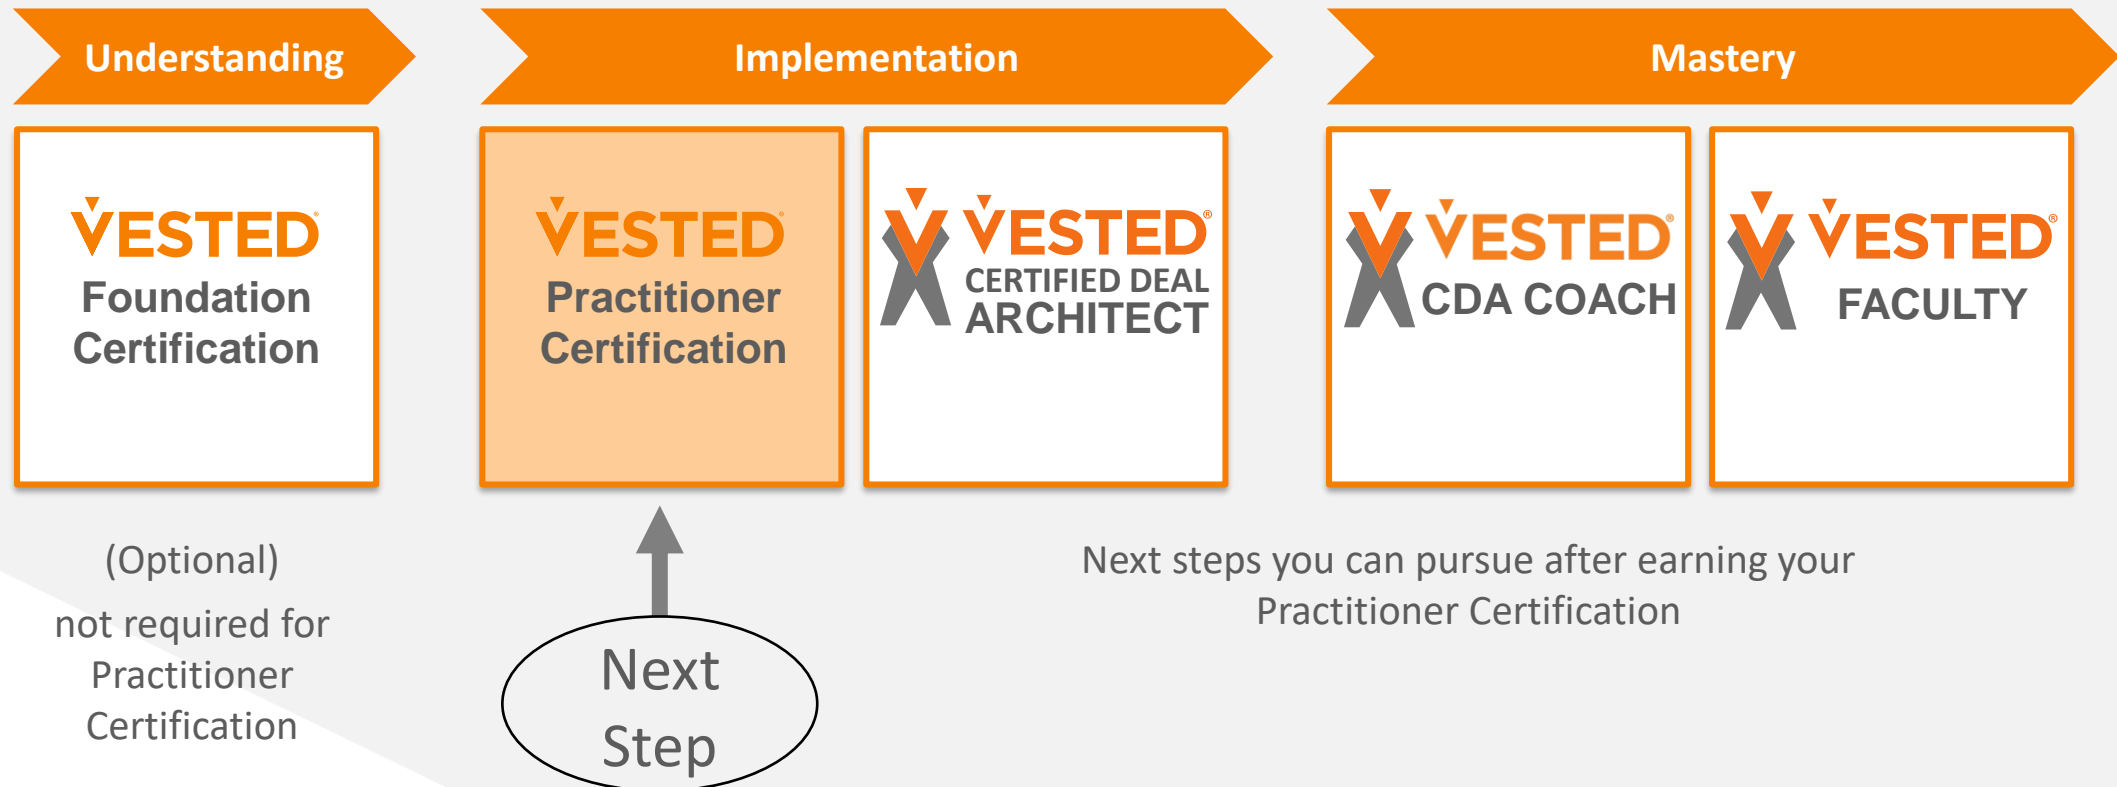 Understanding
Implementation
Mastery
VESTED®
Foundation
Certification
VESTED®
Practitioner
Certification
VESTED®
CERTIFIED DEAL
ARCHITECT
VESTED®
CDA COACH
VESTED®
FACULTY
(Optional)
not required for
Practitioner
Certification
Next
Step
Next steps you can pursue after earning your
Practitioner Certification